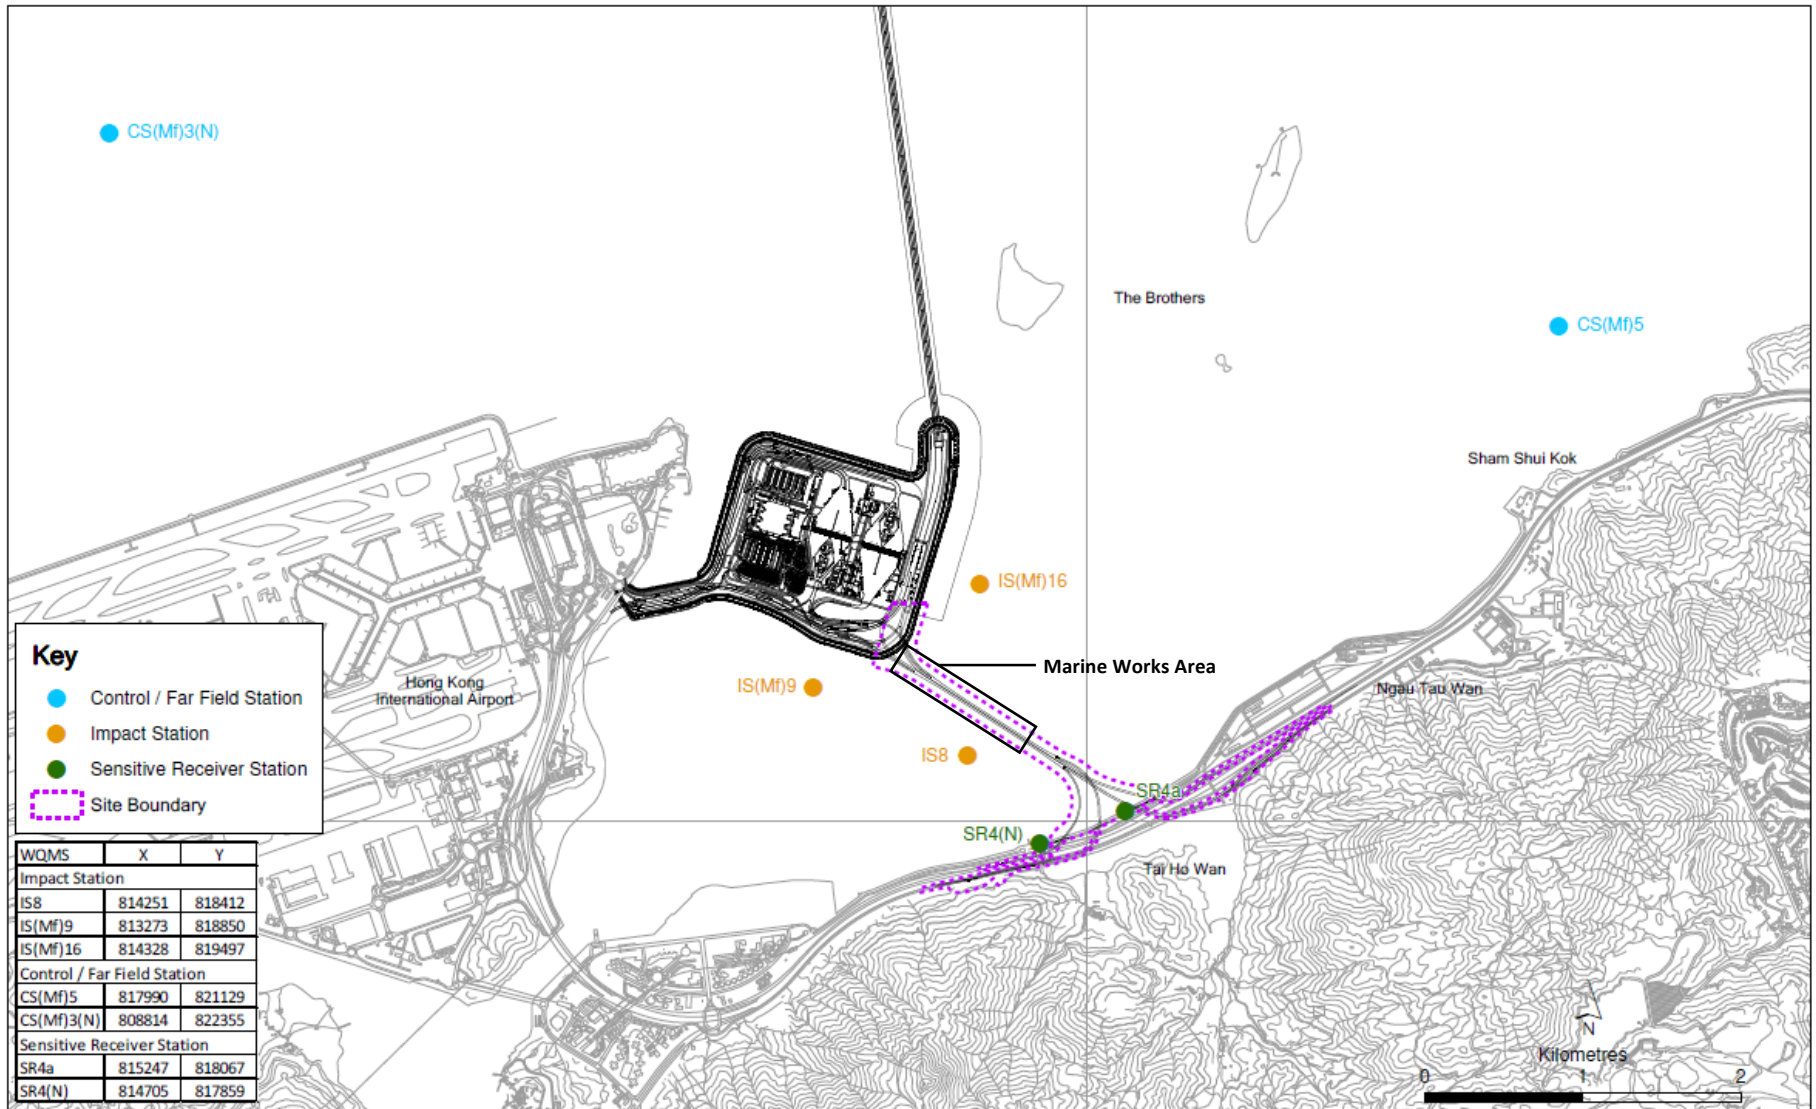 CS(Mf)3(N)
The Brothers
CS(Mf)5
Sham Shui Kok
IS(Mf)16
Marine Works Area
Ngau Tau Wan
IS(Mf)9
Hong Kong
International Airport
IS8
SR4a
SR4(N)
Tai Ho Wan
Key
Control / Far Field Station
Impact Station
Sensitive Receiver Station
Site Boundary
WQMS X Y
Impact Station
IS8 814251 818412
IS(Mf)9 813273 818850
IS(Mf)16 814328 819497
Control / Far Field Station
CS(Mf)5 817990 821129
CS(Mf)3(N) 808814 822355
Sensitive Receiver Station
SR4a 815247 818067
SR4(N) 814705 817859
N
Kilometres
0 1 2